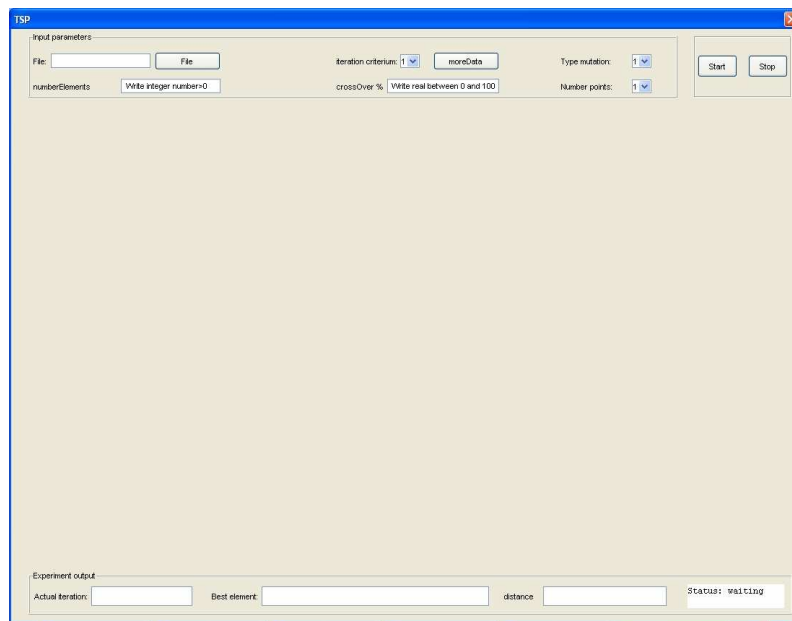 TSP
Input parameters
File: File iteration criterium: 1 moreData Type mutation: 1 Start Stop
numberElements Write integer number>0 crossOver % Write real between 0 and 100 Number points: 1
Experiment output
Actual iteration: Best element: distance Status: waiting